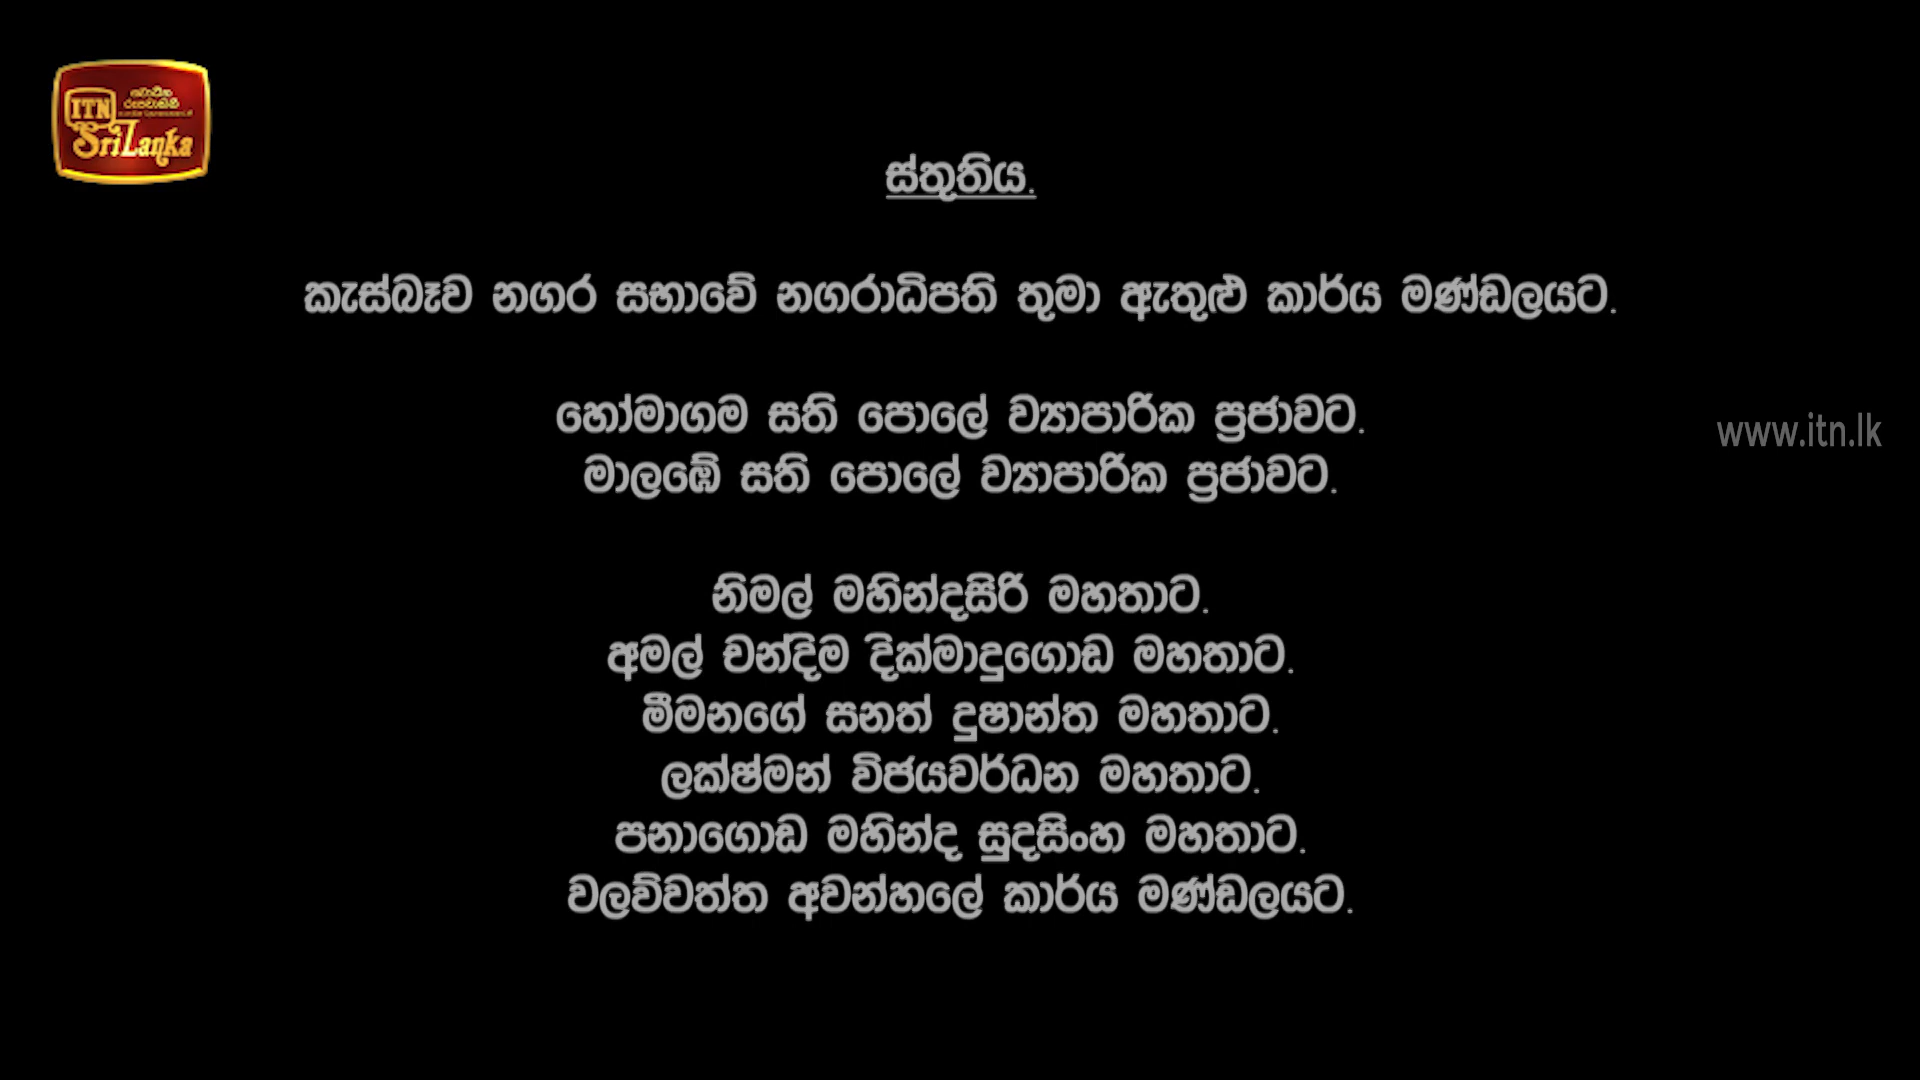 ITN
ස්වාධීන
රූපවාහිනී
SriLanka
ස්තුතිය.
කැස්බෑව නගර සභාවේ නගරාධිපති තුමා ඇතුළු කාර්ය මණ්ඩලයට.
හෝමාගම සති පොලේ ව්‍යාපාරික ප්‍රජාවට.
මාලඹේ සති පොලේ ව්‍යාපාරික ප්‍රජාවට.
www.itn.lk
නිමල් මහින්දසිරි මහතාට.
අමල් චන්දිම දික්මාදුගොඩ මහතාට.
මීමනගේ සනත් දුෂාන්ත මහතාට.
ලක්ෂ්මන් විජයවර්ධන මහතාට.
පනාගොඩ මහින්ද සුදසිංහ මහතාට.
වලව්වත්ත අවන්හලේ කාර්ය මණ්ඩලයට.